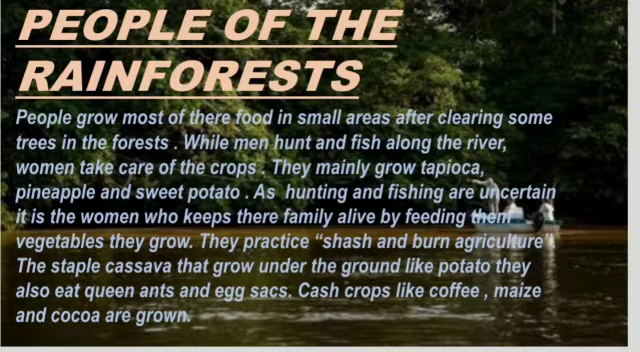 PEOPLE OF THE
RAINFORESTS
People grow most of there food in small areas after clearing some
trees in the forests . While men hunt and fish along the river,
women take care of the crops . They mainly grow tapioca,
pineapple and sweet potato . As hunting and fishing are uncertain
it is the women who keeps there family alive by feeding them
vegetables they grow. They practice “shash and burn agriculture”
The staple cassava that grow under the ground like potato they
also eat queen ants and egg sacs. Cash crops like coffee , maize
and cocoa are grown.